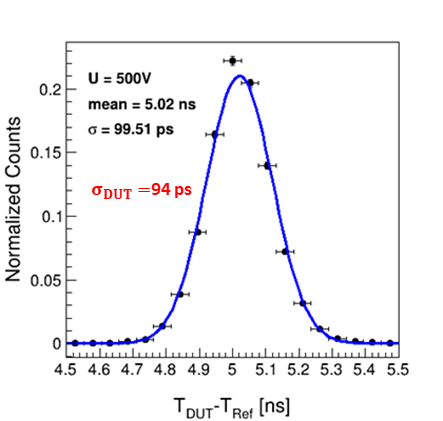 U = 500V
mean = 5.02 ns
σ = 99.51 ps
σDUT =94 ps
Normalized Counts
0.2
0.15
0.1
0.05
0
4.5 4.6 4.7 4.8 4.9 5 5.1 5.2 5.3 5.4 5.5
TDUT-TRef [ns]